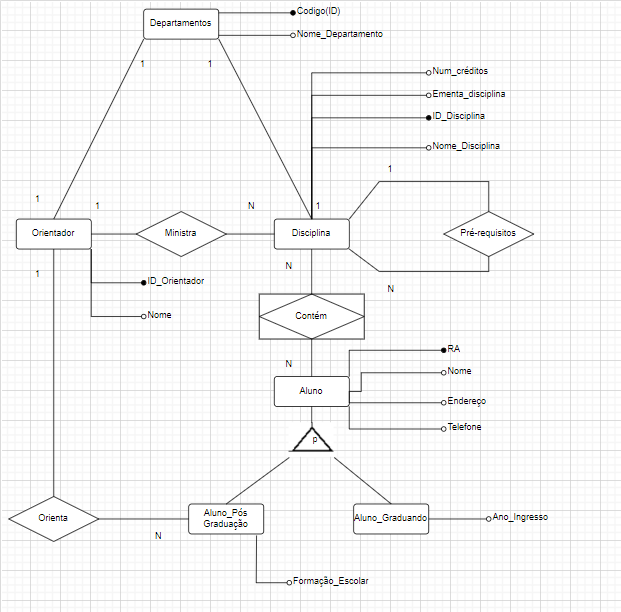 Departamentos
Codigo(ID)
Nome_Departamento
1
1
Num_créditos
Ementa_disciplina
ID_Disciplina
Nome_Disciplina
1
1
1
N
1
Orientador
Ministra
Disciplina
Pré-requisitos
1
N
N
ID_Orientador
Nome
Contém
N
RA
Nome
Aluno
Endereço
Telefone
p
Orienta
N
Aluno_Pós
Graduação
Aluno_Graduando
Ano_Ingresso
Formação_Escolar